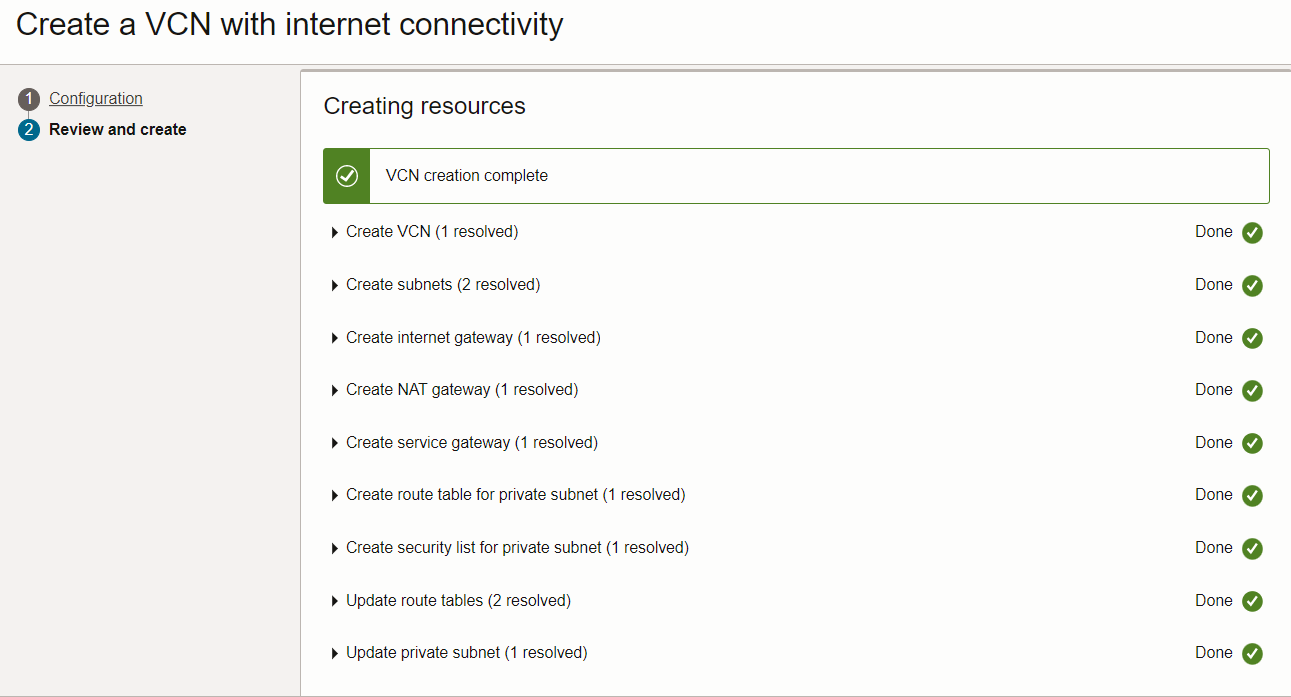 Create a VCN with internet connectivity
1 Configuration
2 Review and create
Creating resources
VCN creation complete
Create VCN (1 resolved) Done
Create subnets (2 resolved) Done
Create internet gateway (1 resolved) Done
Create NAT gateway (1 resolved) Done
Create service gateway (1 resolved) Done
Create route table for private subnet (1 resolved) Done
Create security list for private subnet (1 resolved) Done
Update route tables (2 resolved) Done
Update private subnet (1 resolved) Done